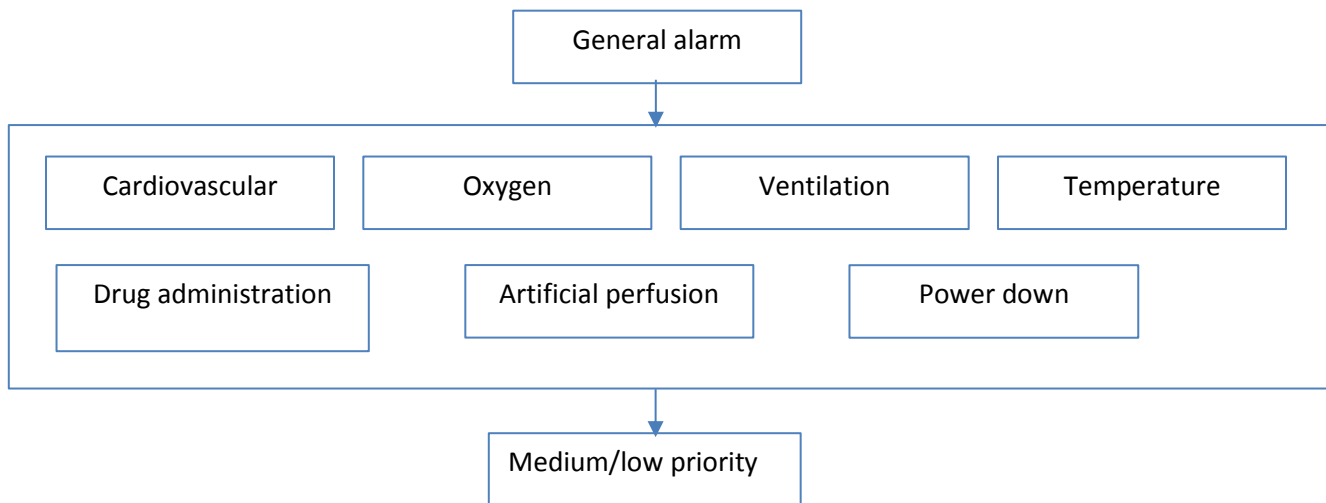 General alarm
Cardiovascular
Oxygen
Ventilation
Temperature
Drug administration
Artificial perfusion
Power down
Medium/low priority